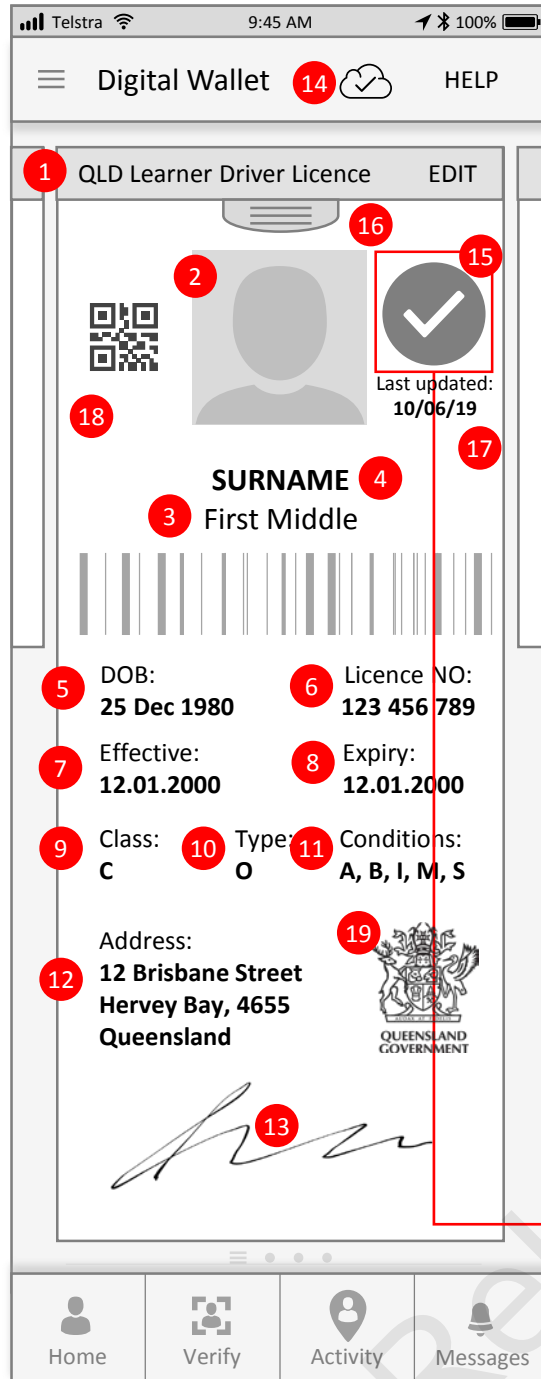 Telstra 9:45 AM 100%
Digital Wallet 14 HELP
1 QLD Learner Driver Licence EDIT
16
2 15
Last updated:
10/06/19
18
17
SURNAME 4
3 First Middle
5 DOB: 6 Licence NO:
25 Dec 1980 123 456 789
7 Effective: 8 Expiry:
12.01.2000 12.01.2000
9 Class: 10 Type: 11 Conditions:
C O A, B, I, M, S
Address: 19
12 12 Brisbane Street
Hervey Bay, 4655
Queensland
QUEENSLAND
GOVERNMENT
13
Home Verify Activity Messages